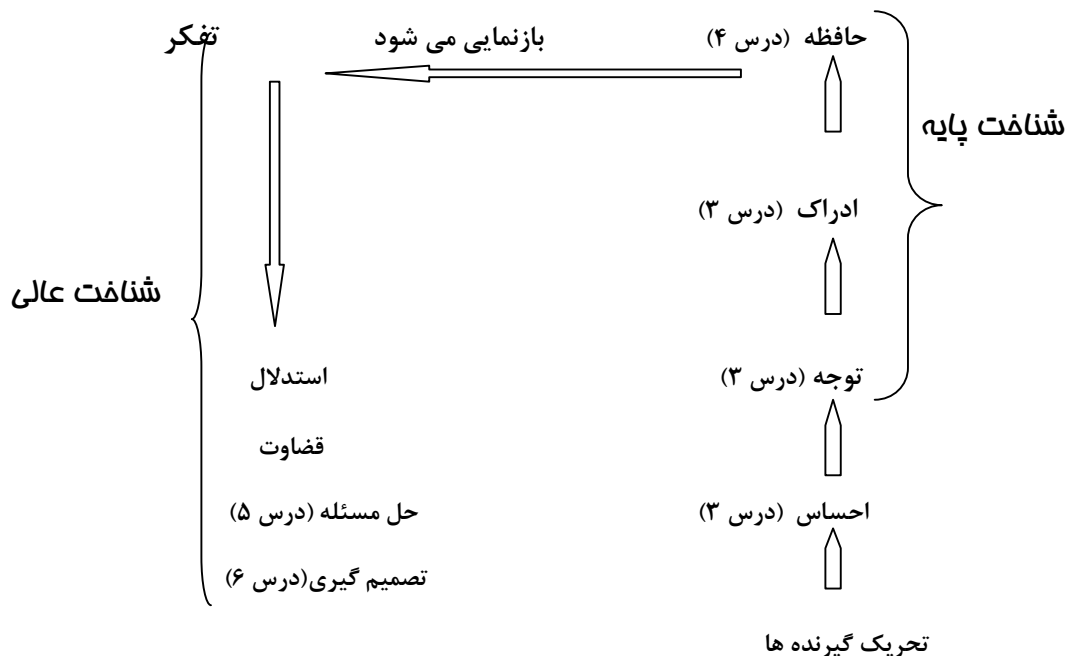 حافظه (درس ۴)
بازنمایی می شود
تفکر
شناخت پایه
ادراک (درس ۳)
شناخت عالی
توجه (درس ۳)
استدلال
قضاوت
احساس (درس ۳)
حل مسئله (درس ۵)
تصمیم گیری(درس ۶)
تحریک گیرنده ها